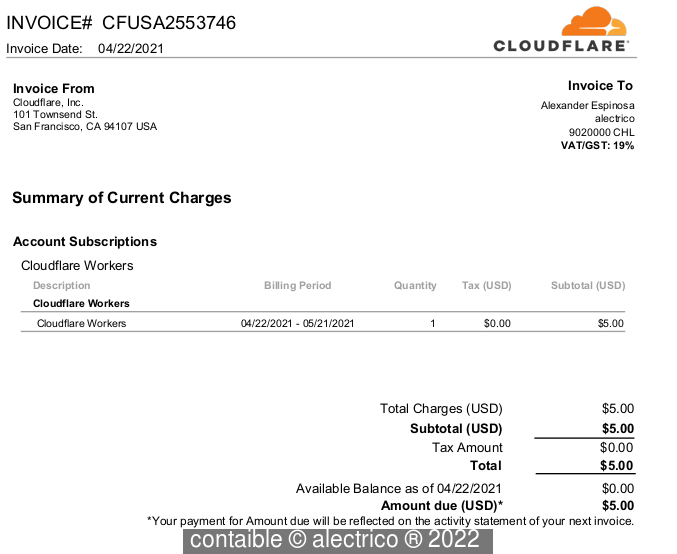 INVOICE# CFUSA2553746
Invoice Date: 04/22/2021
CLOUDFLARE
Invoice From
Cloudflare, Inc.
101 Townsend St.
San Francisco, CA 94107 USA
Invoice To
Alexander Espinosa
alectrico
9020000 CHL
VAT/GST: 19%
Summary of Current Charges
Account Subscriptions
Cloudflare Workers
Description Billing Period Quantity Tax (USD) Subtotal (USD)
Cloudflare Workers
Cloudflare Workers 04/22/2021 - 05/21/2021 1 $0.00 $5.00
Total Charges (USD) $5.00
Subtotal (USD) $5.00
Tax Amount $0.00
Total $5.00
Available Balance as of 04/22/2021 $0.00
Amount due (USD)* $5.00
*Your payment for Amount due will be reflected on the activity statement of your next invoice.
contaible © alectrico ® 2022